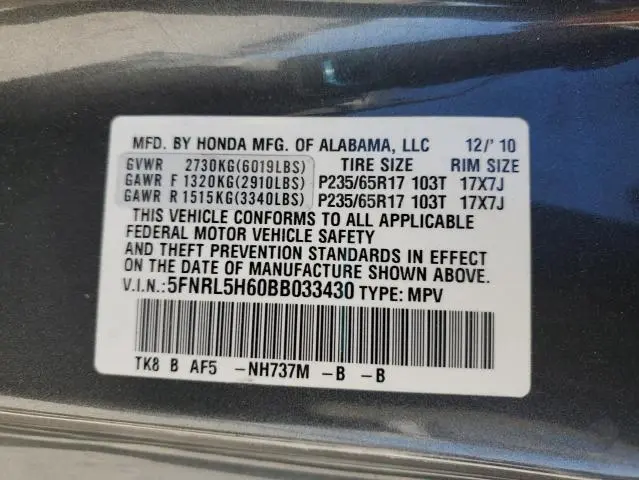 MFD. BY HONDA MFG. OF ALABAMA, LLC 12/'10
GVWR 2730KG(6019LBS) TIRE SIZE RIM SIZE
GAWR F 1320KG(2910LBS) P235/65R17 103T 17X7J
GAWR R 1515KG(3340LBS) P235/65R17 103T 17X7J
THIS VEHICLE CONFORMS TO ALL APPLICABLE
FEDERAL MOTOR VEHICLE SAFETY
AND THEFT PREVENTION STANDARDS IN EFFECT
ON THE DATE OF MANUFACTURE SHOWN ABOVE.
V.I.N.:5FNRL5H60BB033430 TYPE: MPV
TK8 B AF5 -NH737M -B -B